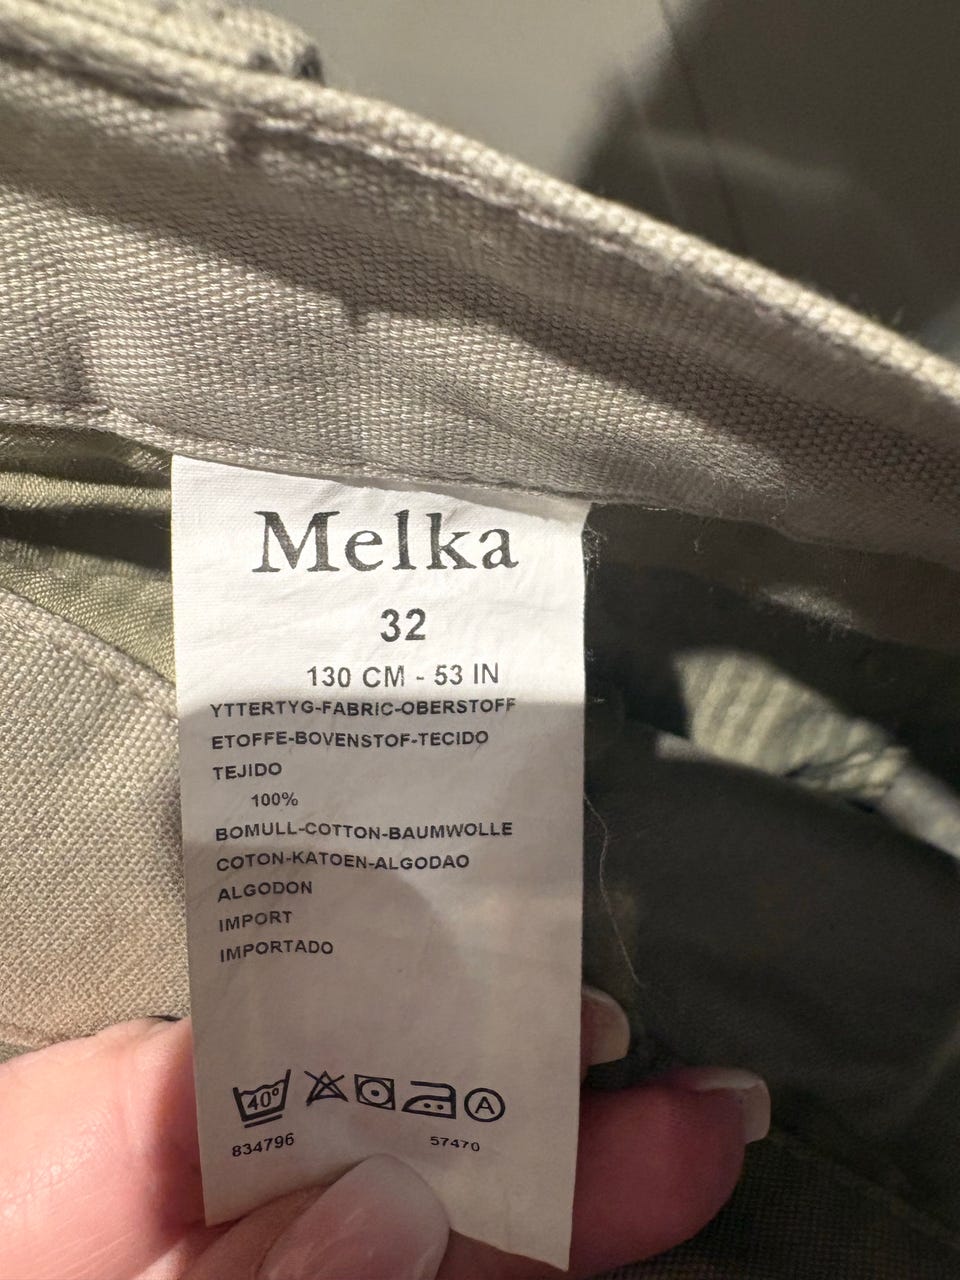 Melka
32
130 CM - 53 IN
YTTERTYG-FABRIC-OBERSTOFF
ETOFFE-BOVENSTOF-TECIDO
TEJIDO
100%
BOMULL-COTTON-BAUMWOLLE
COTON-KATOEN-ALGODAO
ALGODON
IMPORT
IMPORTADO
40° A
834796 57470